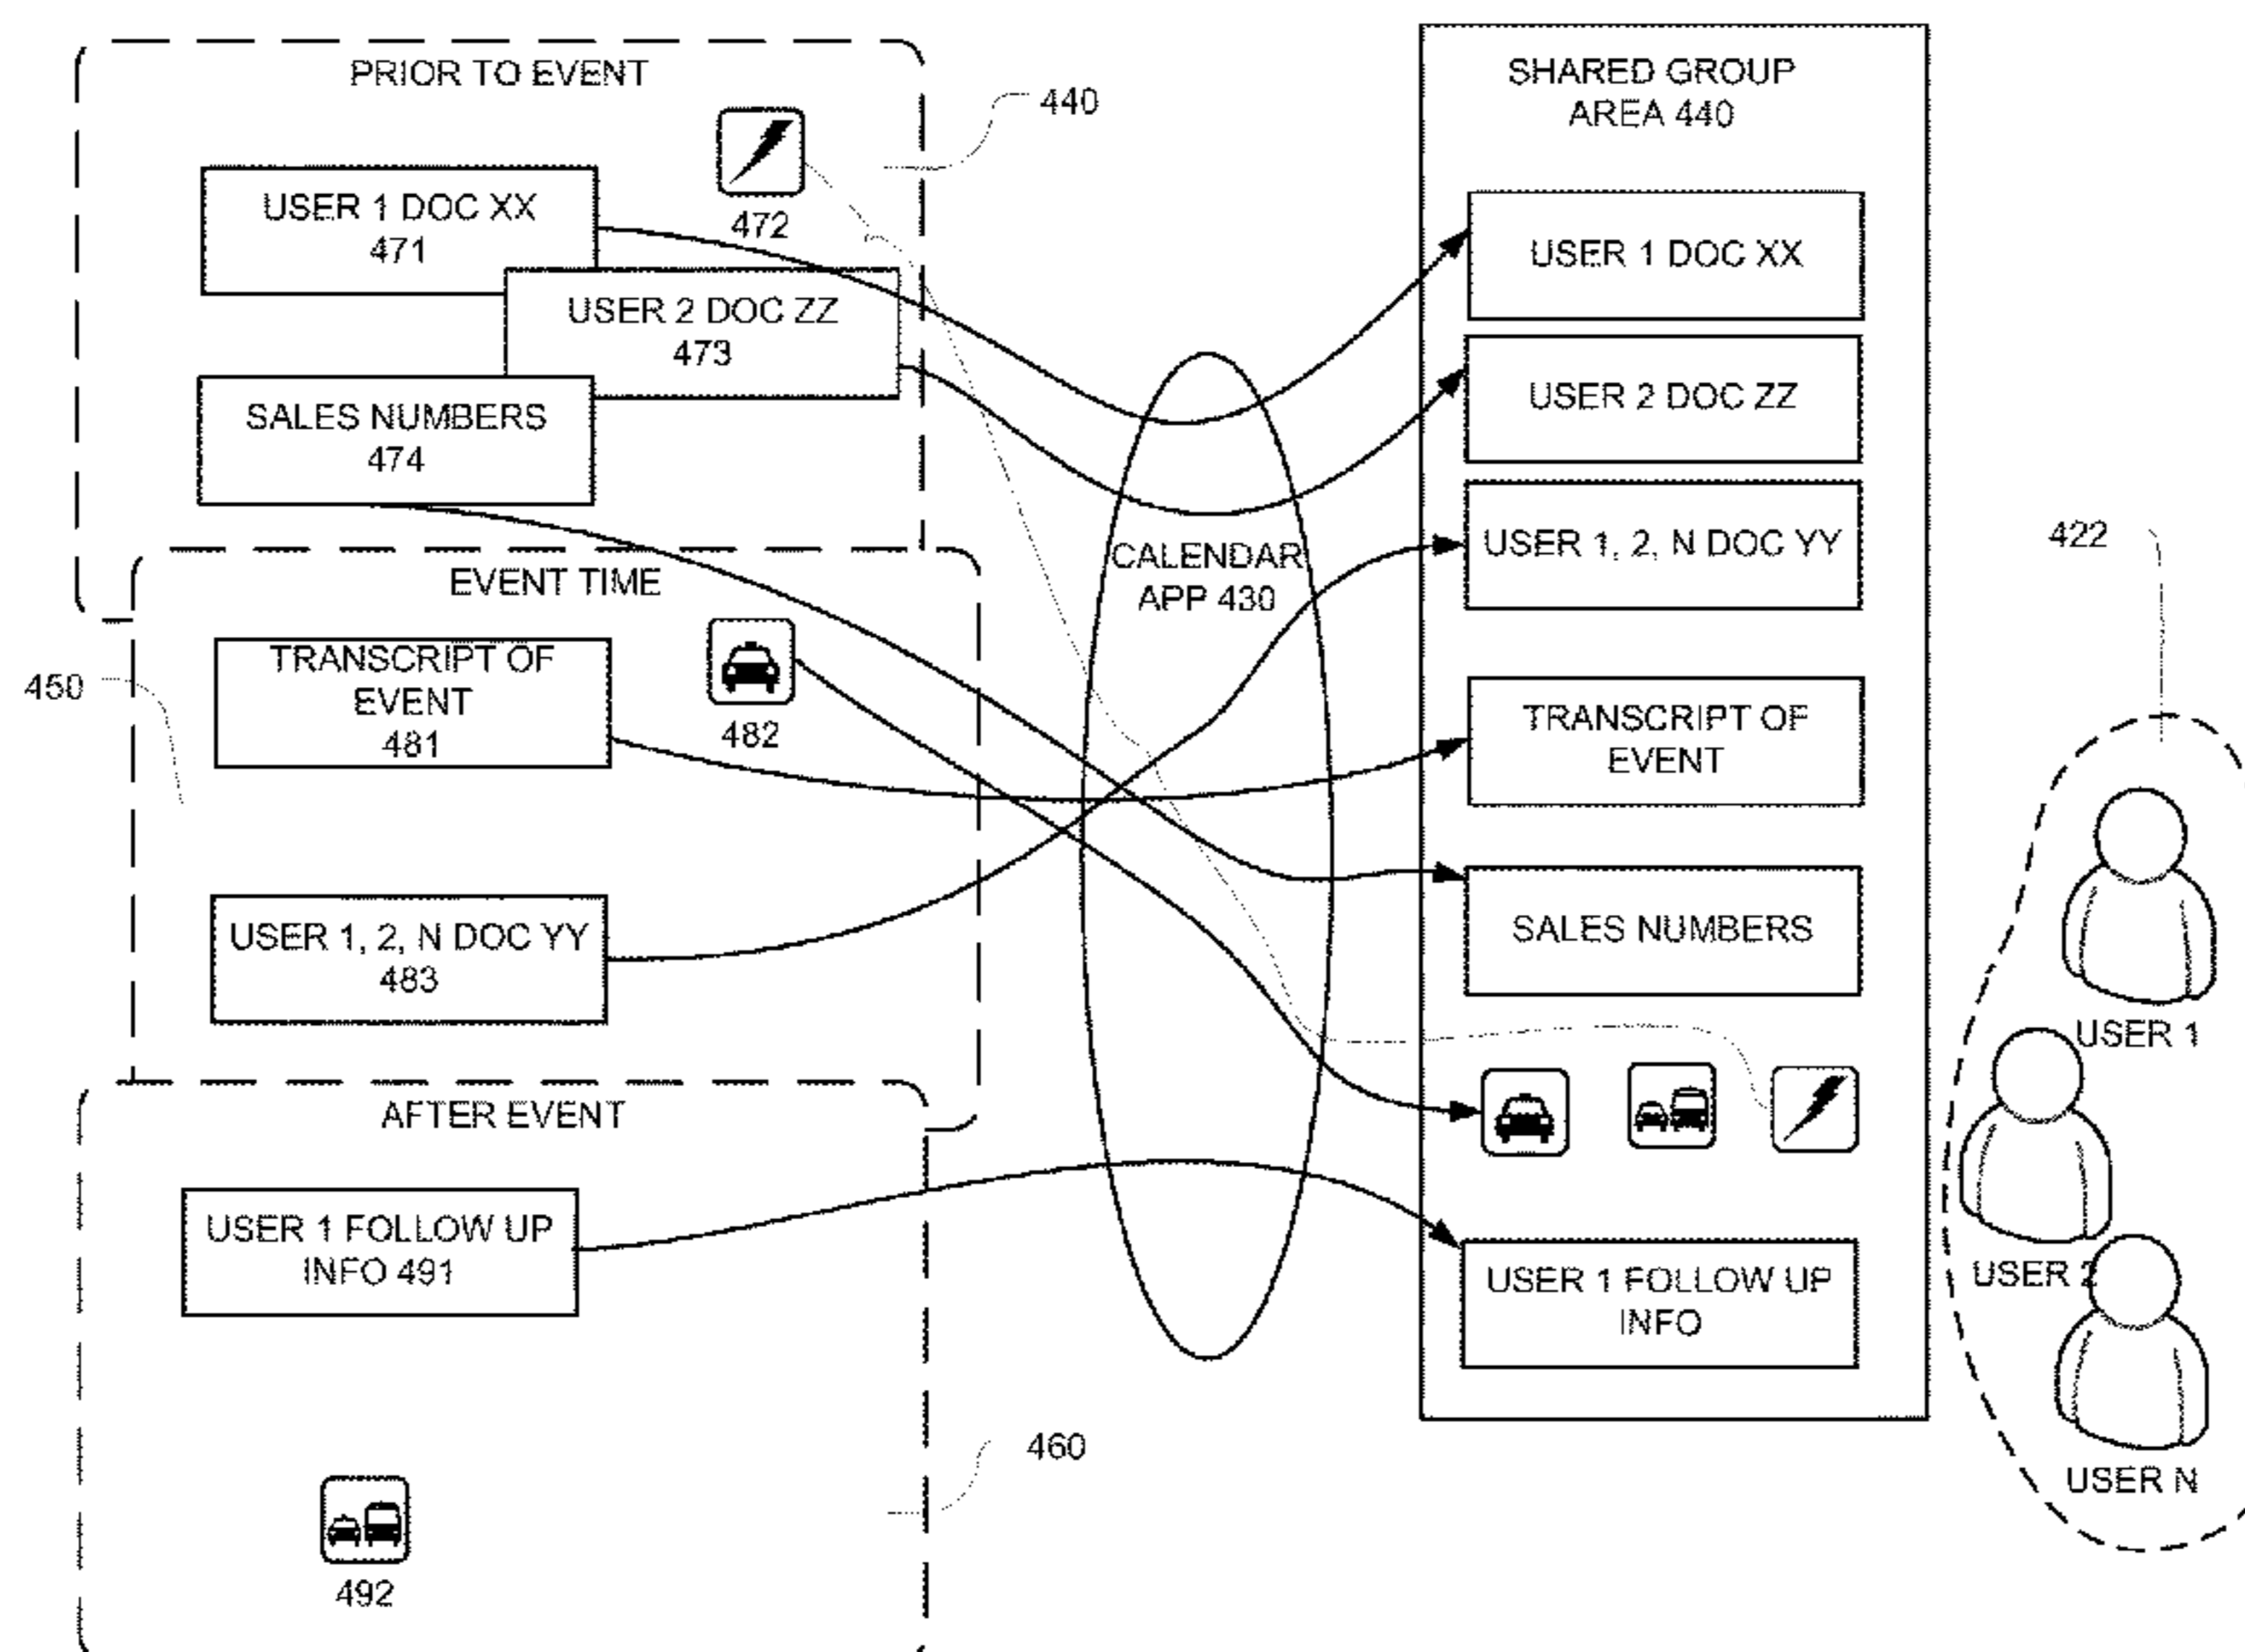 PRIOR TO EVENT
440
472
USER 1 DOC XX
471
USER 2 DOC ZZ
473
SALES NUMBERS
474
EVENT TIME
450
TRANSCRIPT OF
EVENT
481
482
USER 1, 2, N DOC YY
483
AFTER EVENT
USER 1 FOLLOW UP
INFO 491
460
492
CALENDAR
APP 430
SHARED GROUP
AREA 440
USER 1 DOC XX
USER 2 DOC ZZ
USER 1, 2, N DOC YY
TRANSCRIPT OF
EVENT
SALES NUMBERS
USER 1 FOLLOW UP
INFO
422
USER 1
USER 2
USER N